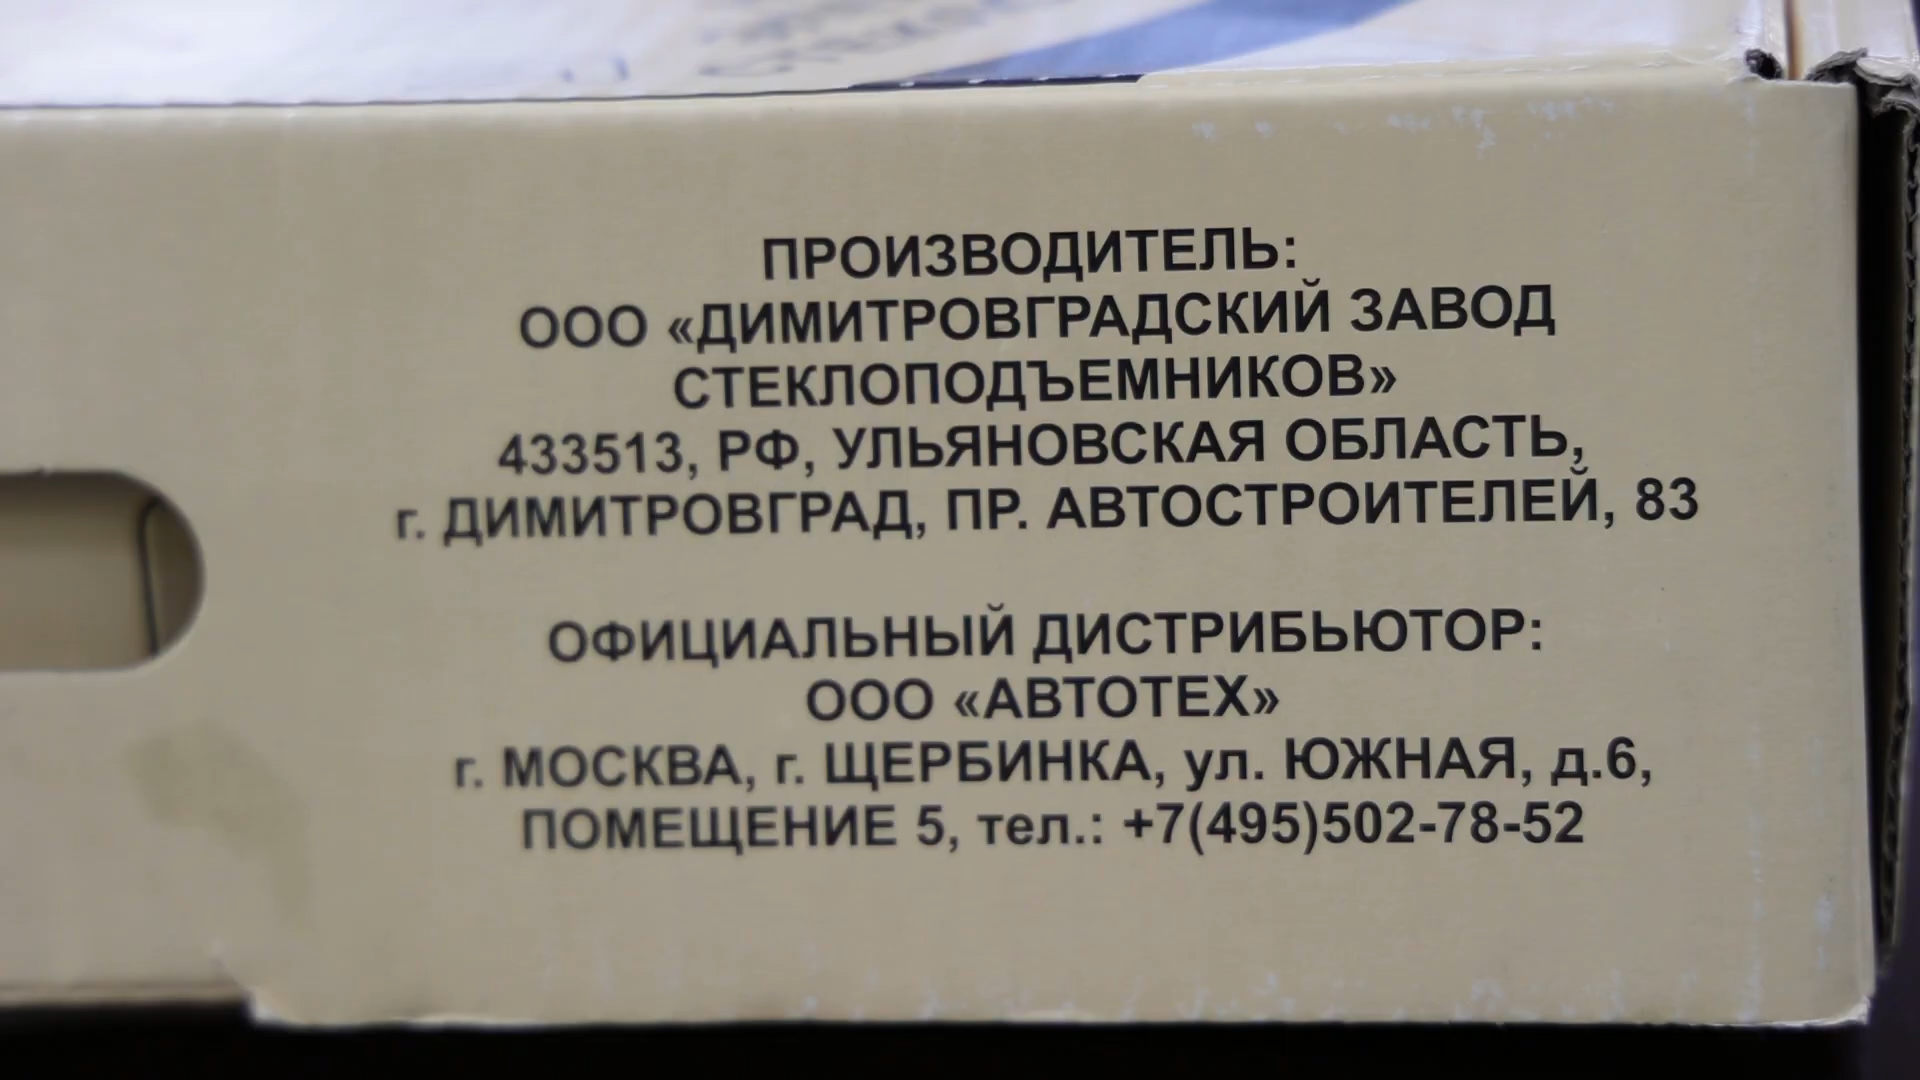 ПРОИЗВОДИТЕЛЬ:
ООО «ДИМИТРОВГРАДСКИЙ ЗАВОД
СТЕКЛОПОДЪЕМНИКОВ»
433513, РФ, УЛЬЯНОВСКАЯ ОБЛАСТЬ,
г. ДИМИТРОВГРАД, ПР. АВТОСТРОИТЕЛЕЙ, 83
ОФИЦИАЛЬНЫЙ ДИСТРИБЬЮТОР:
ООО «АВТОТЕХ»
г. МОСКВА, г. ЩЕРБИНКА, ул. ЮЖНАЯ, д.6,
ПОМЕЩЕНИЕ 5, тел.: +7(495)502-78-52